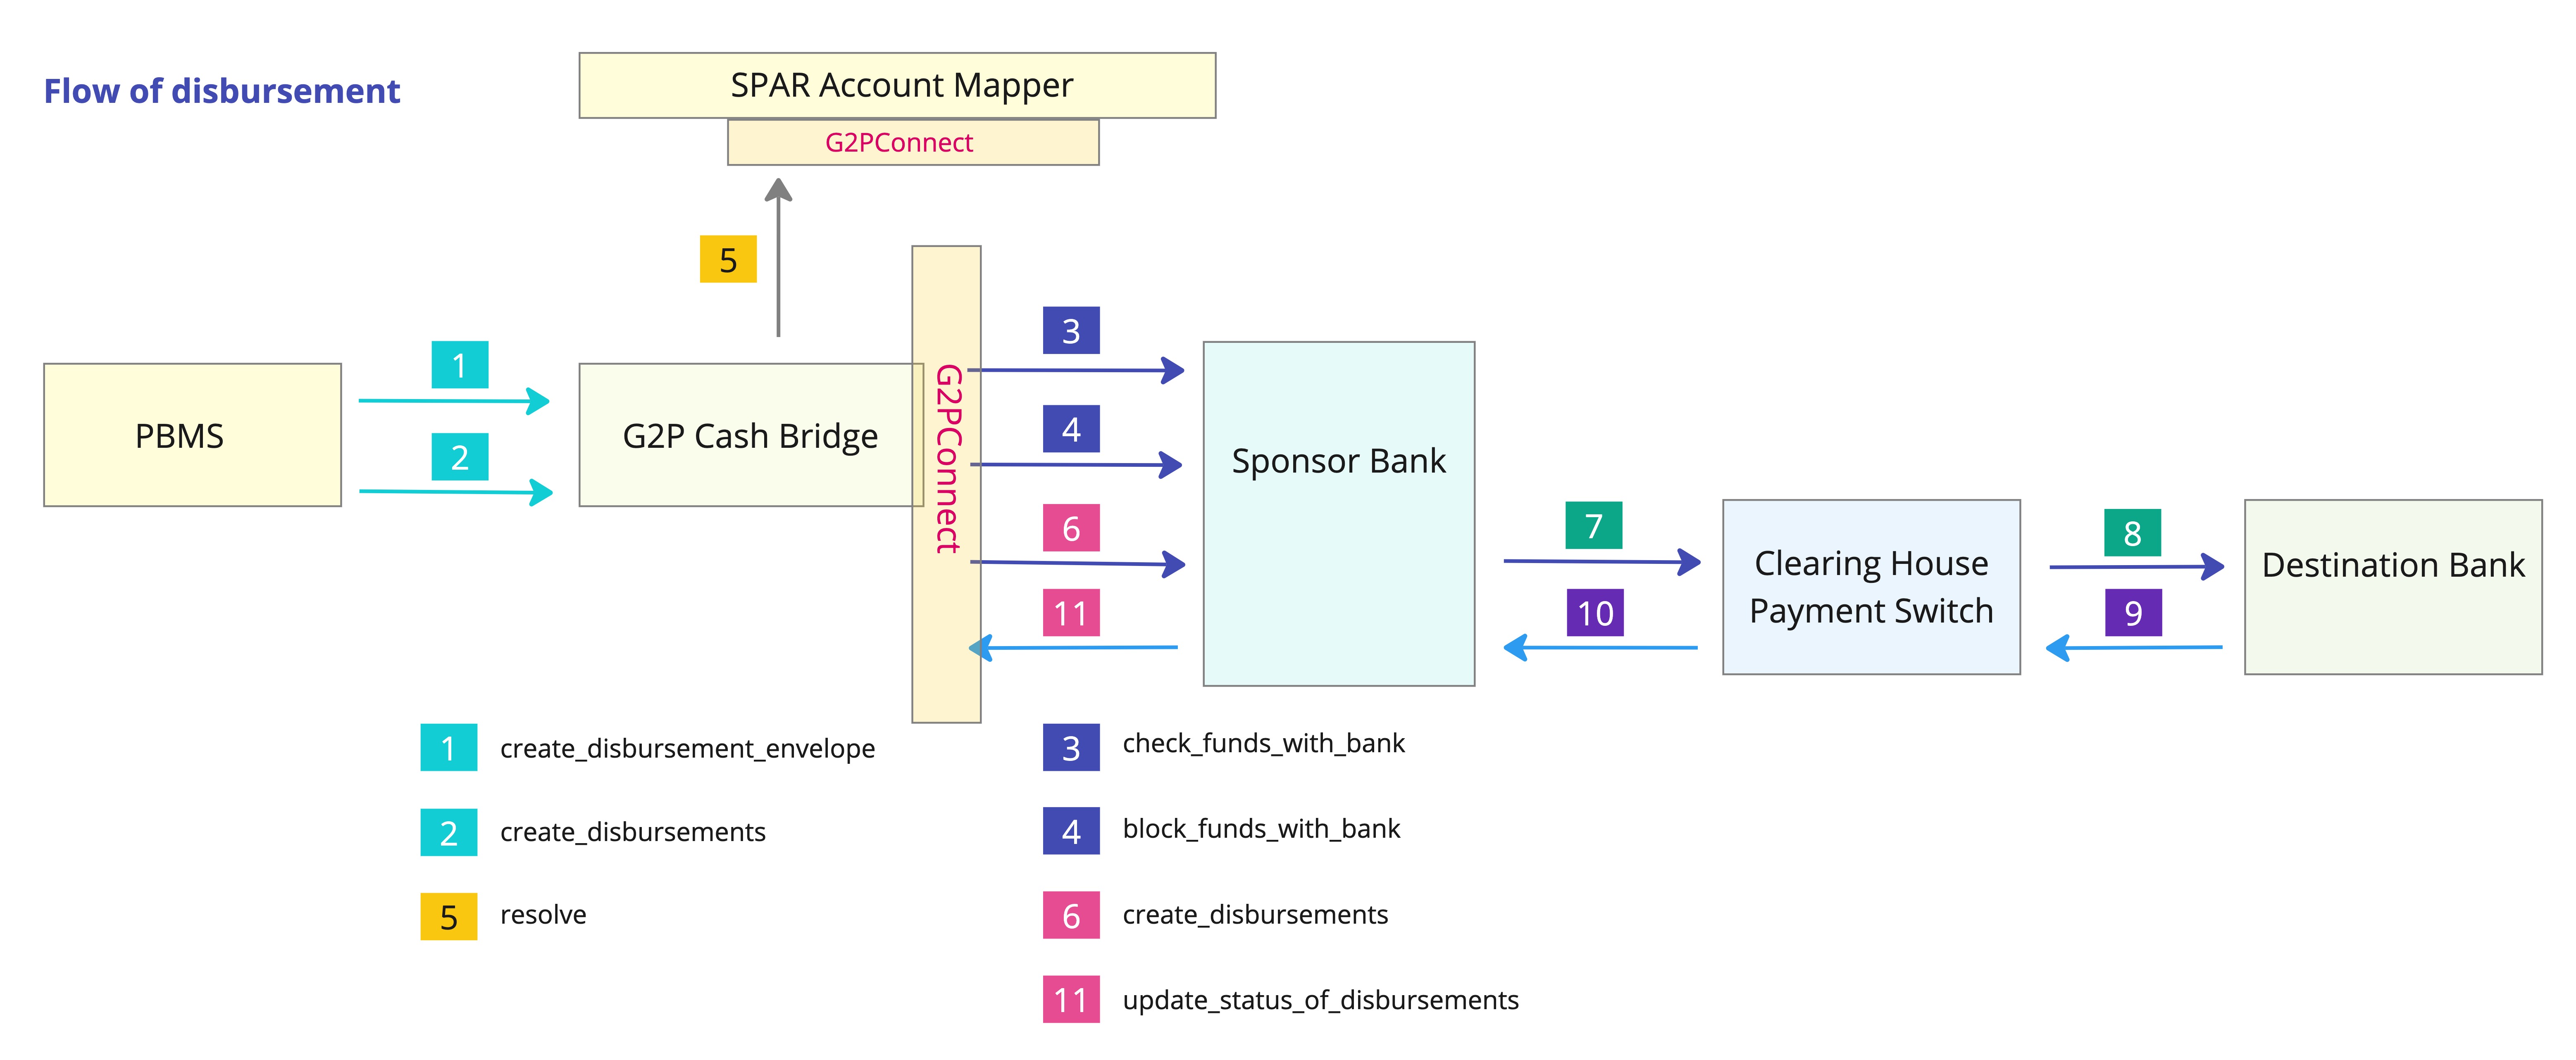 Flow of disbursement
SPAR Account Mapper
G2PConnect
5
1
2
PBMS
G2P Cash Bridge
G2PConnect
3
4
6
11
Sponsor Bank
7
10
Clearing House
Payment Switch
8
9
Destination Bank
1 create_disbursement_envelope
2 create_disbursements
5 resolve
3 check_funds_with_bank
4 block_funds_with_bank
6 create_disbursements
11 update_status_of_disbursements